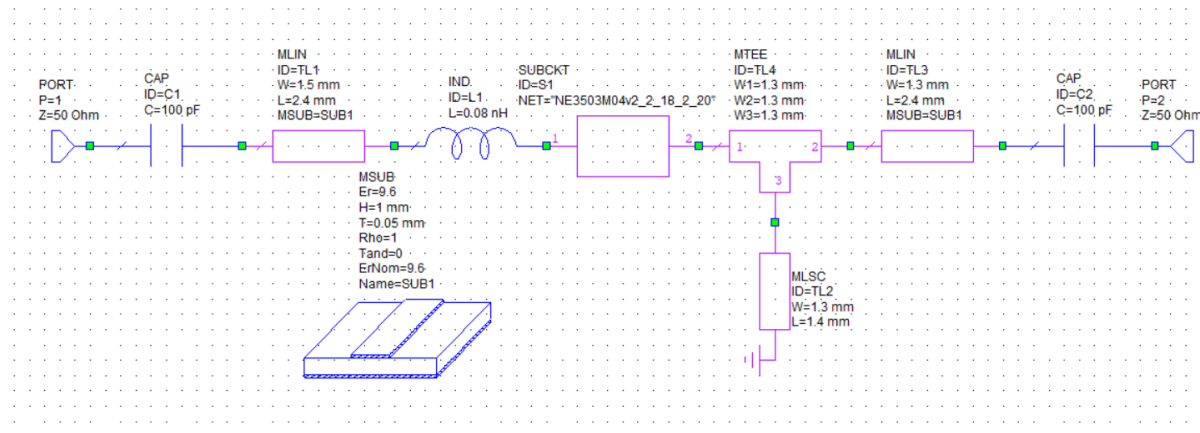 PORT
P=1
Z=50 Ohm
CAP
ID=C1
C=100 pF
MLIN
ID=TL1
W=1.5 mm
L=2.4 mm
MSUB=SUB1
IND
ID=L1
L=0.08 nH
SUBCKT
ID=S1
NET="NE3503M04v2_2_18_2_20"
1
2
MTEE
ID=TL4
W1=1.3 mm
W2=1.3 mm
W3=1.3 mm
1
2
3
MLIN
ID=TL3
W=1.3 mm
L=2.4 mm
MSUB=SUB1
CAP
ID=C2
C=100 pF
PORT
P=2
Z=50 Ohm
MSUB
Er=9.6
H=1 mm
T=0.05 mm
Rho=1
Tand=0
ErNom=9.6
Name=SUB1
MLSC
ID=TL2
W=1.3 mm
L=1.4 mm